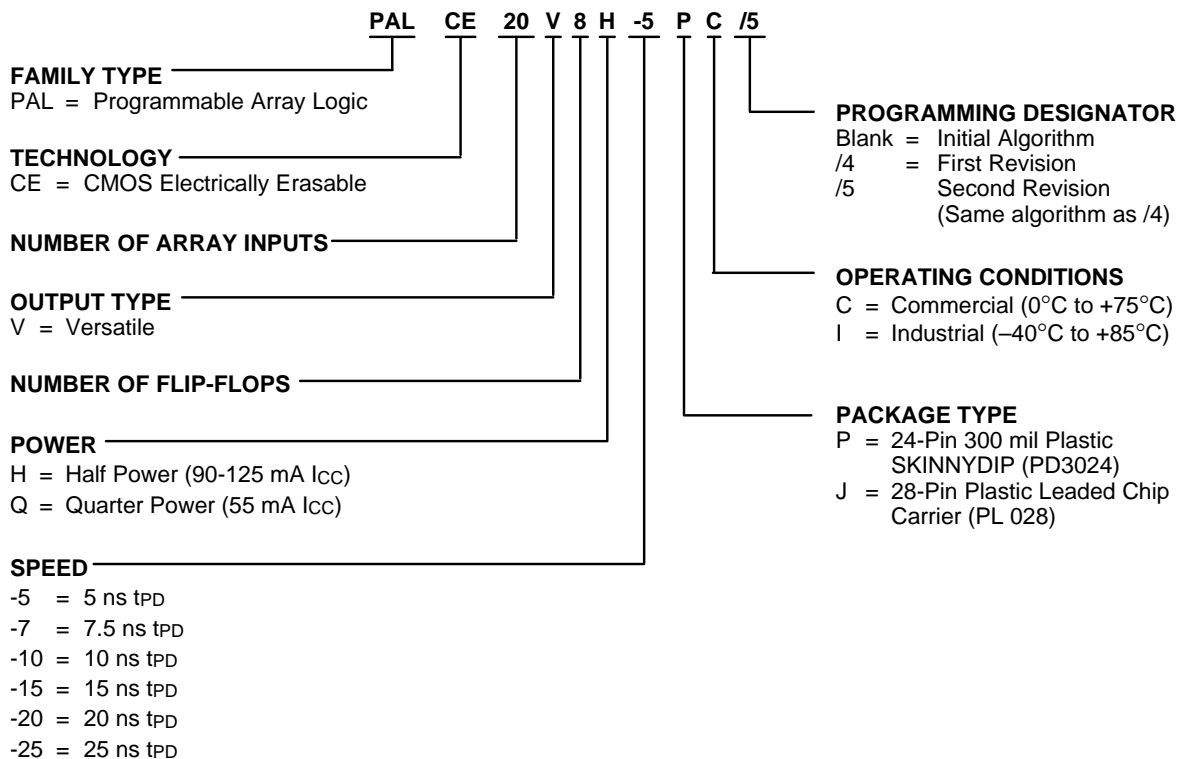 PAL CE 20 V 8 H -5 P C /5
FAMILY TYPE
PAL = Programmable Array Logic
TECHNOLOGY
CE = CMOS Electrically Erasable
NUMBER OF ARRAY INPUTS
OUTPUT TYPE
V = Versatile
NUMBER OF FLIP-FLOPS
POWER
H = Half Power (90-125 mA ICC)
Q = Quarter Power (55 mA ICC)
SPEED
-5 = 5 ns tPD
-7 = 7.5 ns tPD
-10 = 10 ns tPD
-15 = 15 ns tPD
-20 = 20 ns tPD
-25 = 25 ns tPD
PROGRAMMING DESIGNATOR
Blank = Initial Algorithm
/4 = First Revision
/5 Second Revision
(Same algorithm as /4)
OPERATING CONDITIONS
C = Commercial (0°C to +75°C)
I = Industrial (–40°C to +85°C)
PACKAGE TYPE
P = 24-Pin 300 mil Plastic
SKINNYDIP (PD3024)
J = 28-Pin Plastic Leaded Chip
Carrier (PL 028)